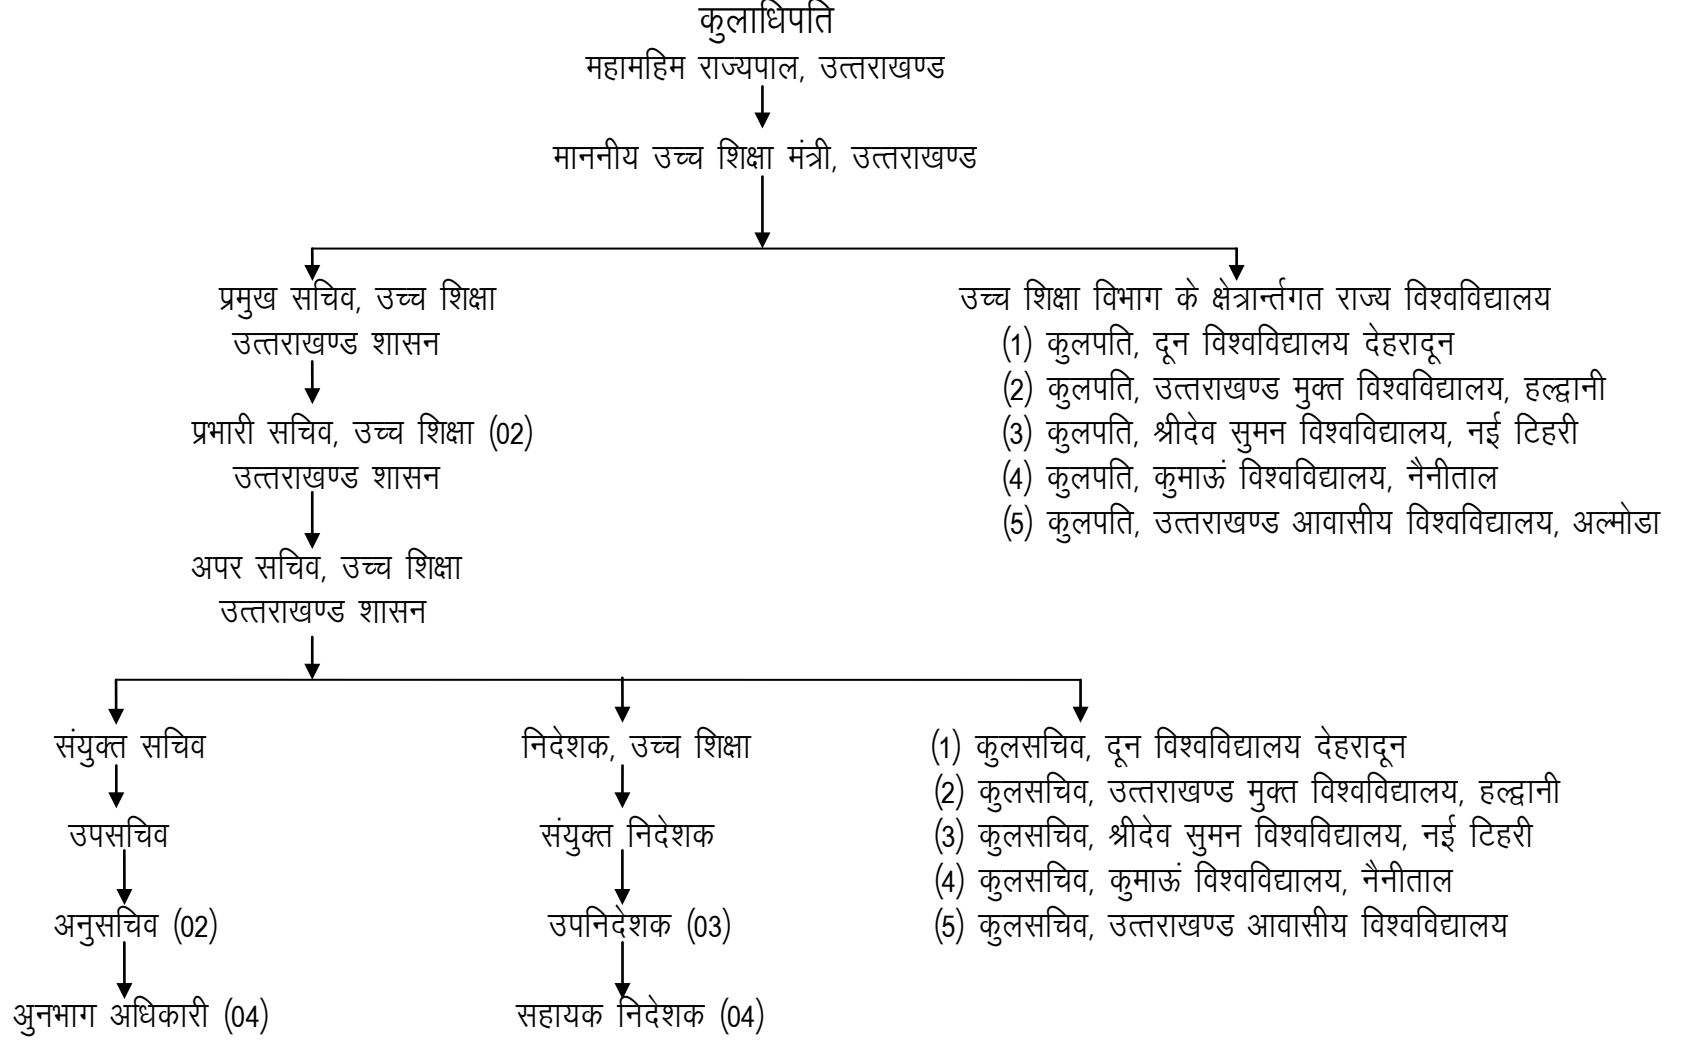 कुलाधिपति
महामहिम राज्यपाल, उत्तराखण्ड
माननीय उच्च शिक्षा मंत्री, उत्तराखण्ड
प्रमुख सचिव, उच्च शिक्षा
उत्तराखण्ड शासन
प्रभारी सचिव, उच्च शिक्षा (02)
उत्तराखण्ड शासन
अपर सचिव, उच्च शिक्षा
उत्तराखण्ड शासन
उच्च शिक्षा विभाग के क्षेत्रार्न्तगत राज्य विश्वविद्यालय
(1) कुलपति, दून विश्वविद्यालय देहरादून
(2) कुलपति, उत्तराखण्ड मुक्त विश्वविद्यालय, हल्द्वानी
(3) कुलपति, श्रीदेव सुमन विश्वविद्यालय, नई टिहरी
(4) कुलपति, कुमाऊं विश्वविद्यालय, नैनीताल
(5) कुलपति, उत्तराखण्ड आवासीय विश्वविद्यालय, अल्मोडा
संयुक्त सचिव
उपसचिव
अनुसचिव (02)
अुनभाग अधिकारी (04)
निदेशक, उच्च शिक्षा
संयुक्त निदेशक
उपनिदेशक (03)
सहायक निदेशक (04)
(1) कुलसचिव, दून विश्वविद्यालय देहरादून
(2) कुलसचिव, उत्तराखण्ड मुक्त विश्वविद्यालय, हल्द्वानी
(3) कुलसचिव, श्रीदेव सुमन विश्वविद्यालय, नई टिहरी
(4) कुलसचिव, कुमाऊं विश्वविद्यालय, नैनीताल
(5) कुलसचिव, उत्तराखण्ड आवासीय विश्वविद्यालय